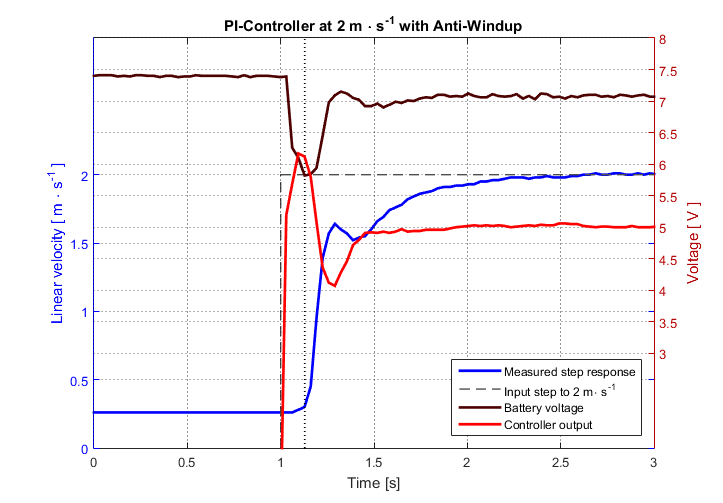 PI-Controller at 2 m · s⁻¹ with Anti-Windup
Linear velocity [ m · s⁻¹ ]
2
1.5
1
0.5
0
8
7.5
7
6.5
6
5.5
5
4.5
4
3.5
3
Voltage [ V ]
Measured step response
Input step to 2 m · s⁻¹
Battery voltage
Controller output
0
0.5
1
1.5
2
2.5
3
Time [s]